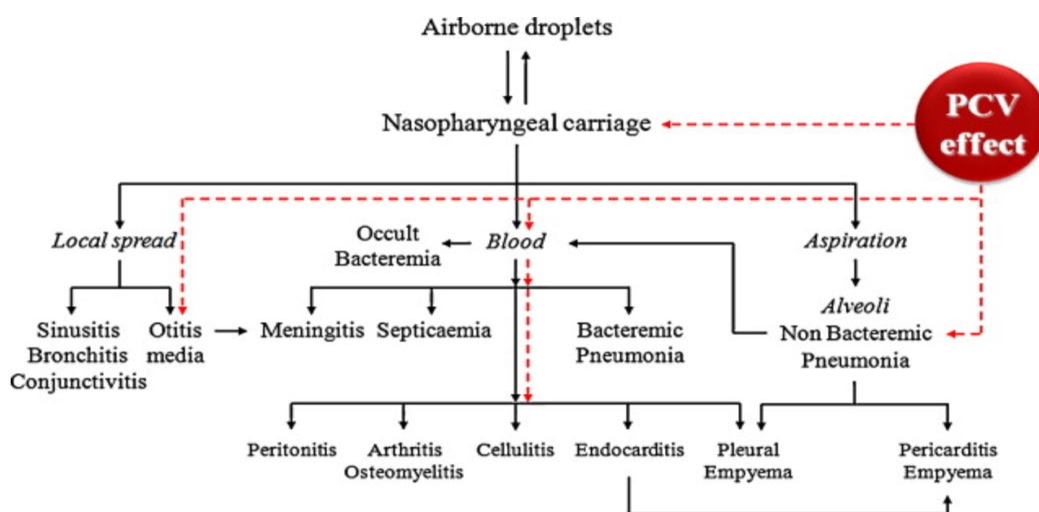 Airborne droplets
PCV
effect
Nasopharyngeal carriage
Local spread
Occult
Bacteremia
Blood
Aspiration
Alveoli
Sinusitis
Bronchitis
Conjunctivitis
Otitis
media
Meningitis
Septicaemia
Bacteremic
Pneumonia
Non Bacteremic
Pneumonia
Peritonitis
Arthritis
Osteomyelitis
Cellulitis
Endocarditis
Pleural
Empyema
Pericarditis
Empyema